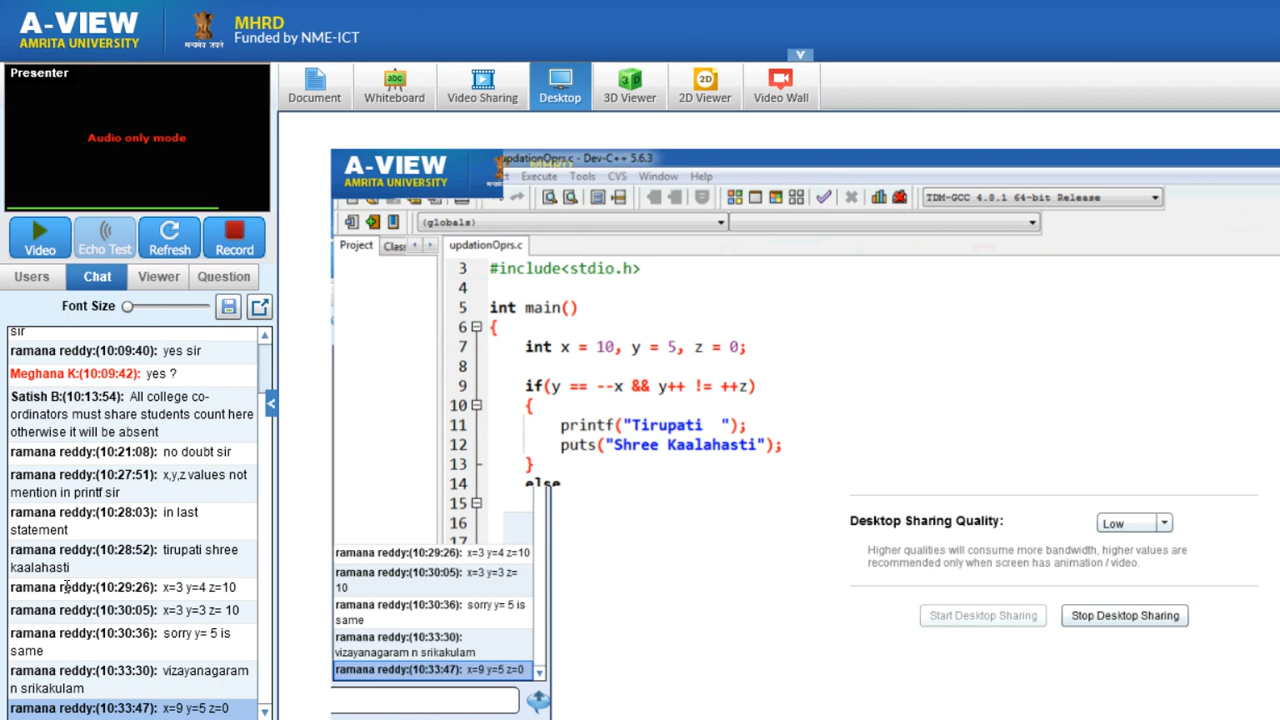 A-VIEW
AMRITA UNIVERSITY
MHRD
Funded by NME-ICT
Presenter
Audio only mode
Document
Whiteboard
abc
Video Sharing
Desktop
3D
3D Viewer
2D
2D Viewer
Video Wall
Video
Echo Test
Refresh
Record
Users
Chat
Viewer
Question
Font Size
sir
ramana reddy:(10:09:40): yes sir
Meghana K:(10:09:42): yes ?
Satish B:(10:13:54): All college co-
ordinators must share students count here
otherwise it will be absent
ramana reddy:(10:21:08): no doubt sir
ramana reddy:(10:27:51): x,y,z values not
mention in printf sir
ramana reddy:(10:28:03): in last
statement
ramana reddy:(10:28:52): tirupati shree
kaalahasti
ramana reddy:(10:29:26): x=3 y=4 z=10
ramana reddy:(10:30:05): x=3 y=3 z= 10
ramana reddy:(10:30:36): sorry y= 5 is
same
ramana reddy:(10:33:30): vizayanagaram
n srikakulam
ramana reddy:(10:33:47): x=9 y=5 z=0
A-VIEW
AMRITA UNIVERSITY
MHRD
updationOprs.c - Dev-C++ 5.6.3
Execute Tools CVS Window Help
TDM-GCC 4.8.1 64-bit Release
(globals)
Project Class
updationOprs.c
3 #include<stdio.h>
4
5 int main()
6 {
7 int x = 10, y = 5, z = 0;
8
9 if(y == --x && y++ != ++z)
10 {
11 printf("Tirupati  ");
12 puts("Shree Kaalahasti");
13 }
14 else
15
16
17
ramana reddy:(10:29:26): x=3 y=4 z=10
ramana reddy:(10:30:05): x=3 y=3 z=
10
ramana reddy:(10:30:36): sorry y= 5 is
same
ramana reddy:(10:33:30):
vizayanagaram n srikakulam
ramana reddy:(10:33:47): x=9 y=5 z=0
Desktop Sharing Quality:
Low
Higher qualities will consume more bandwidth, higher values are
recommended only when screen has animation / video.
Start Desktop Sharing
Stop Desktop Sharing